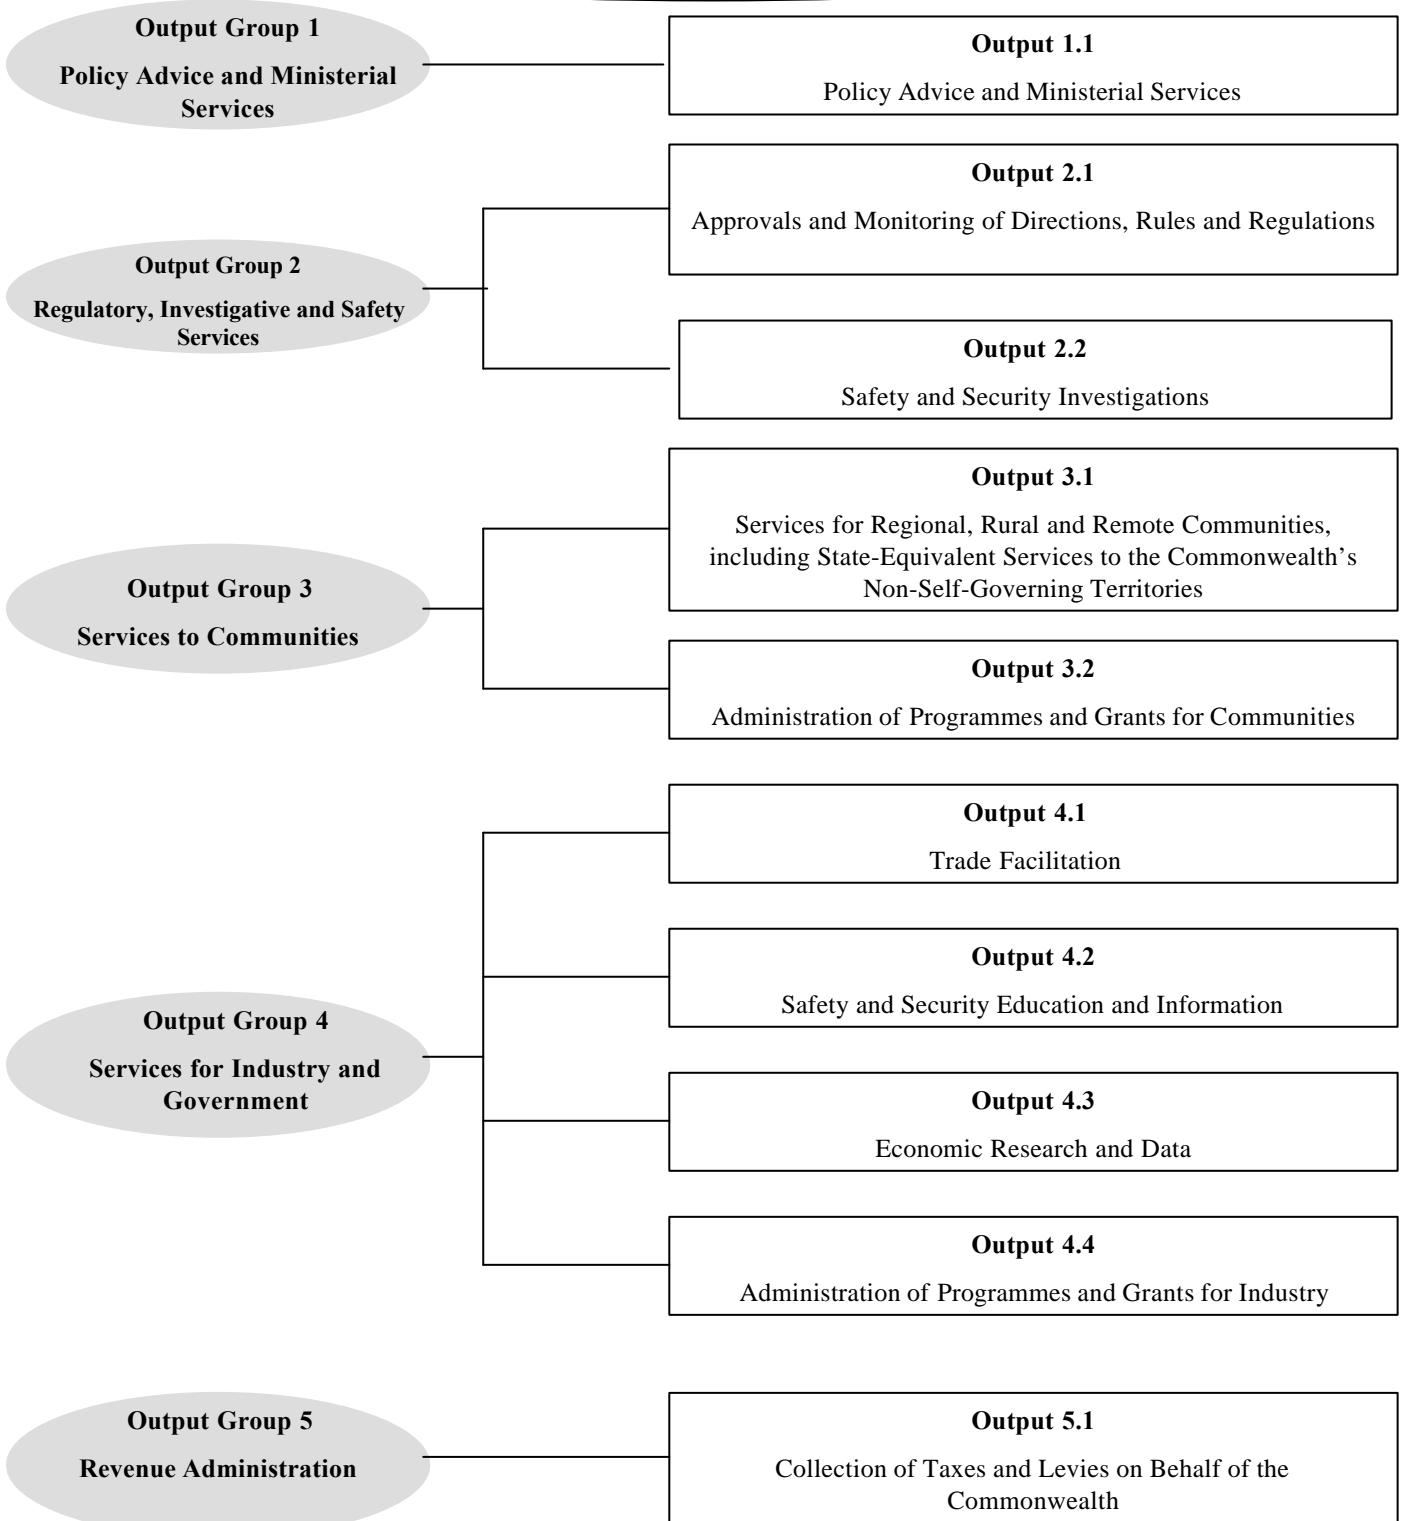 Output Group 1
Policy Advice and Ministerial
Services
Output 1.1
Policy Advice and Ministerial Services
Output Group 2
Regulatory, Investigative and Safety
Services
Output 2.1
Approvals and Monitoring of Directions, Rules and Regulations
Output 2.2
Safety and Security Investigations
Output Group 3
Services to Communities
Output 3.1
Services for Regional, Rural and Remote Communities,
including State-Equivalent Services to the Commonwealth’s
Non-Self-Governing Territories
Output 3.2
Administration of Programmes and Grants for Communities
Output Group 4
Services for Industry and
Government
Output 4.1
Trade Facilitation
Output 4.2
Safety and Security Education and Information
Output 4.3
Economic Research and Data
Output 4.4
Administration of Programmes and Grants for Industry
Output Group 5
Revenue Administration
Output 5.1
Collection of Taxes and Levies on Behalf of the
Commonwealth